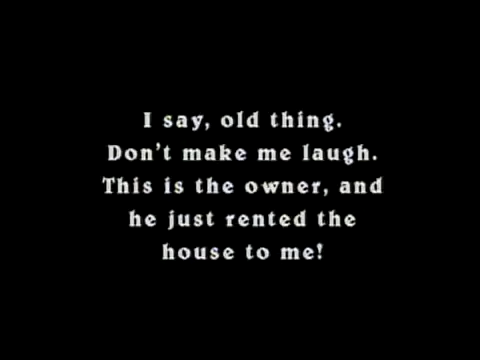 I say, old thing.
Don't make me laugh.
This is the owner, and
he just rented the
house to me!